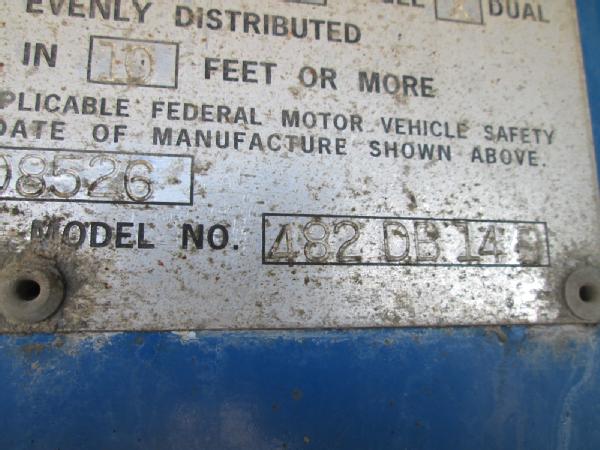 X DUAL
EVENLY DISTRIBUTED
IN 10 FEET OR MORE
PLICABLE FEDERAL MOTOR VEHICLE SAFETY
DATE OF MANUFACTURE SHOWN ABOVE.
08526
MODEL NO. 482 DB 14